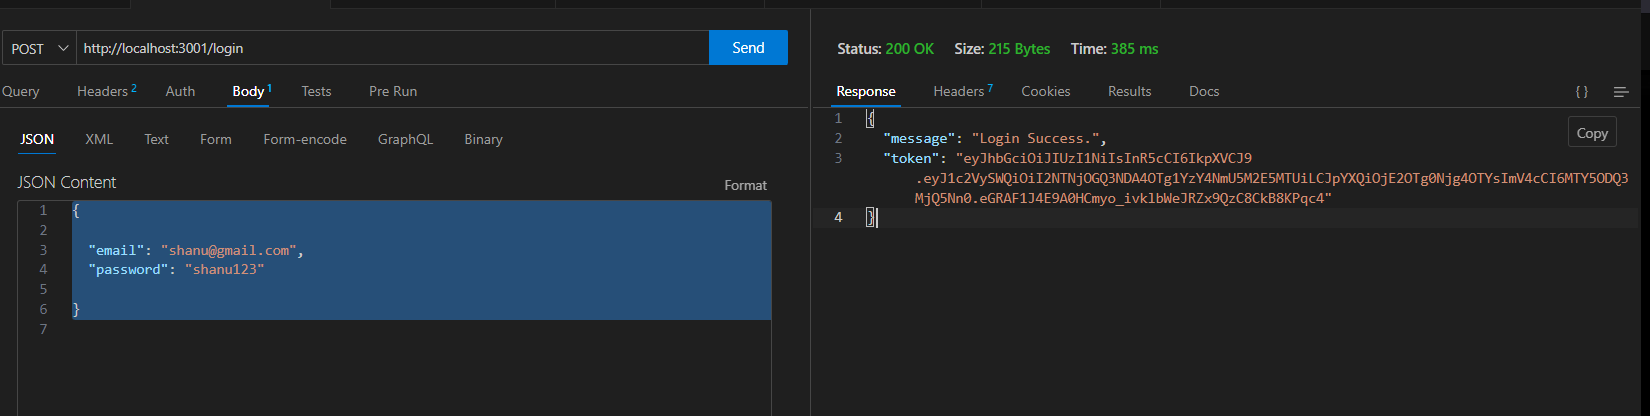 POST http://localhost:3001/login Send
Query Headers 2 Auth Body 1 Tests Pre Run
JSON XML Text Form Form-encode GraphQL Binary
JSON Content Format
1 {
2
3 "email": "shanu@gmail.com",
4 "password": "shanu123"
5
6 }
7
Status: 200 OK Size: 215 Bytes Time: 385 ms
Response Headers 7 Cookies Results Docs { }
1 {
2 "message": "Login Success.",
3 "token": "eyJhbGciOiJIUzI1NiIsInR5cCI6IkpXVCJ9
.eyJ1c2VySWQiOiI2NTNjOGQ3NDA4OTg1YzY4NmU5M2E5MTUiLCJpYXQiOjE2OTg0Njg4OTYsImV4cCI6MTY5ODQ3
MjQ5Nn0.eGRAF1J4E9A0HCmyo_ivklbWeJRZx9QzC8CkB8KPqc4"
4 }
Copy